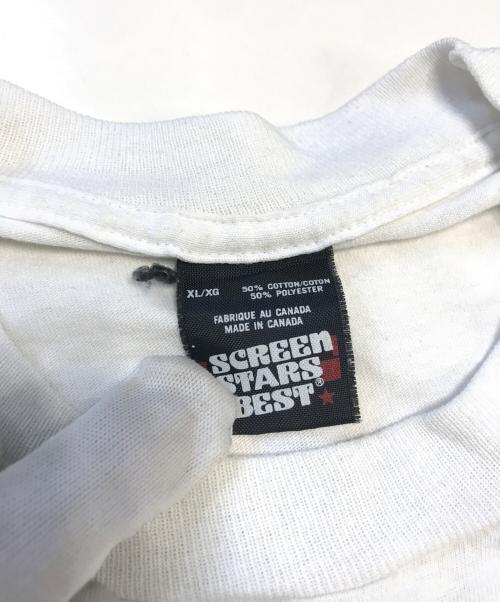 XL/XG 50% COTTON/COTON
50% POLYESTER
FABRIQUE AU CANADA
MADE IN CANADA
SCREEN
STARS
BEST®